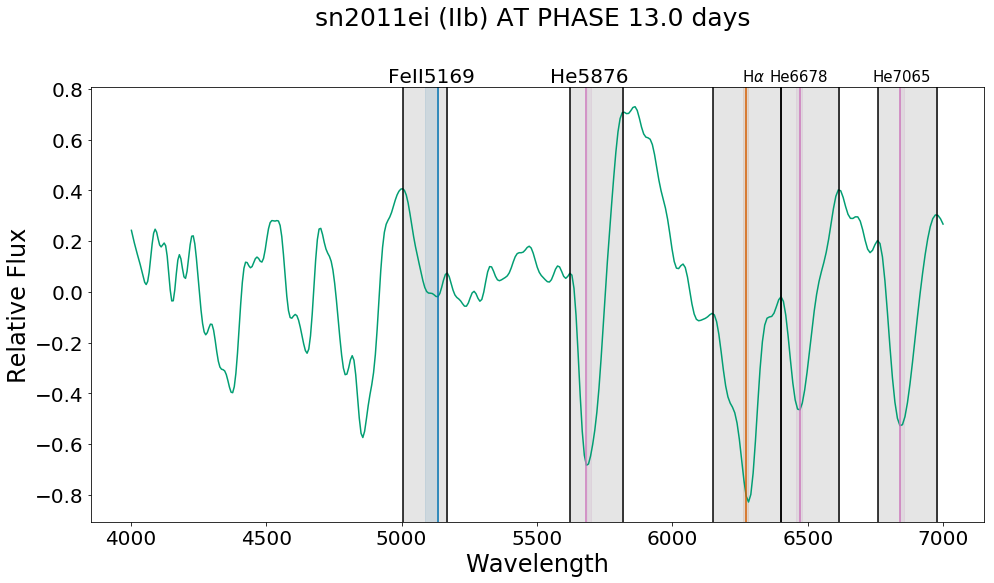 sn2011ei (IIb) AT PHASE 13.0 days
FeII5169 He5876 Hα He6678 He7065
0.8
0.6
0.4
0.2
0.0
−0.2
−0.4
−0.6
−0.8
Relative Flux
4000 4500 5000 5500 6000 6500 7000
Wavelength